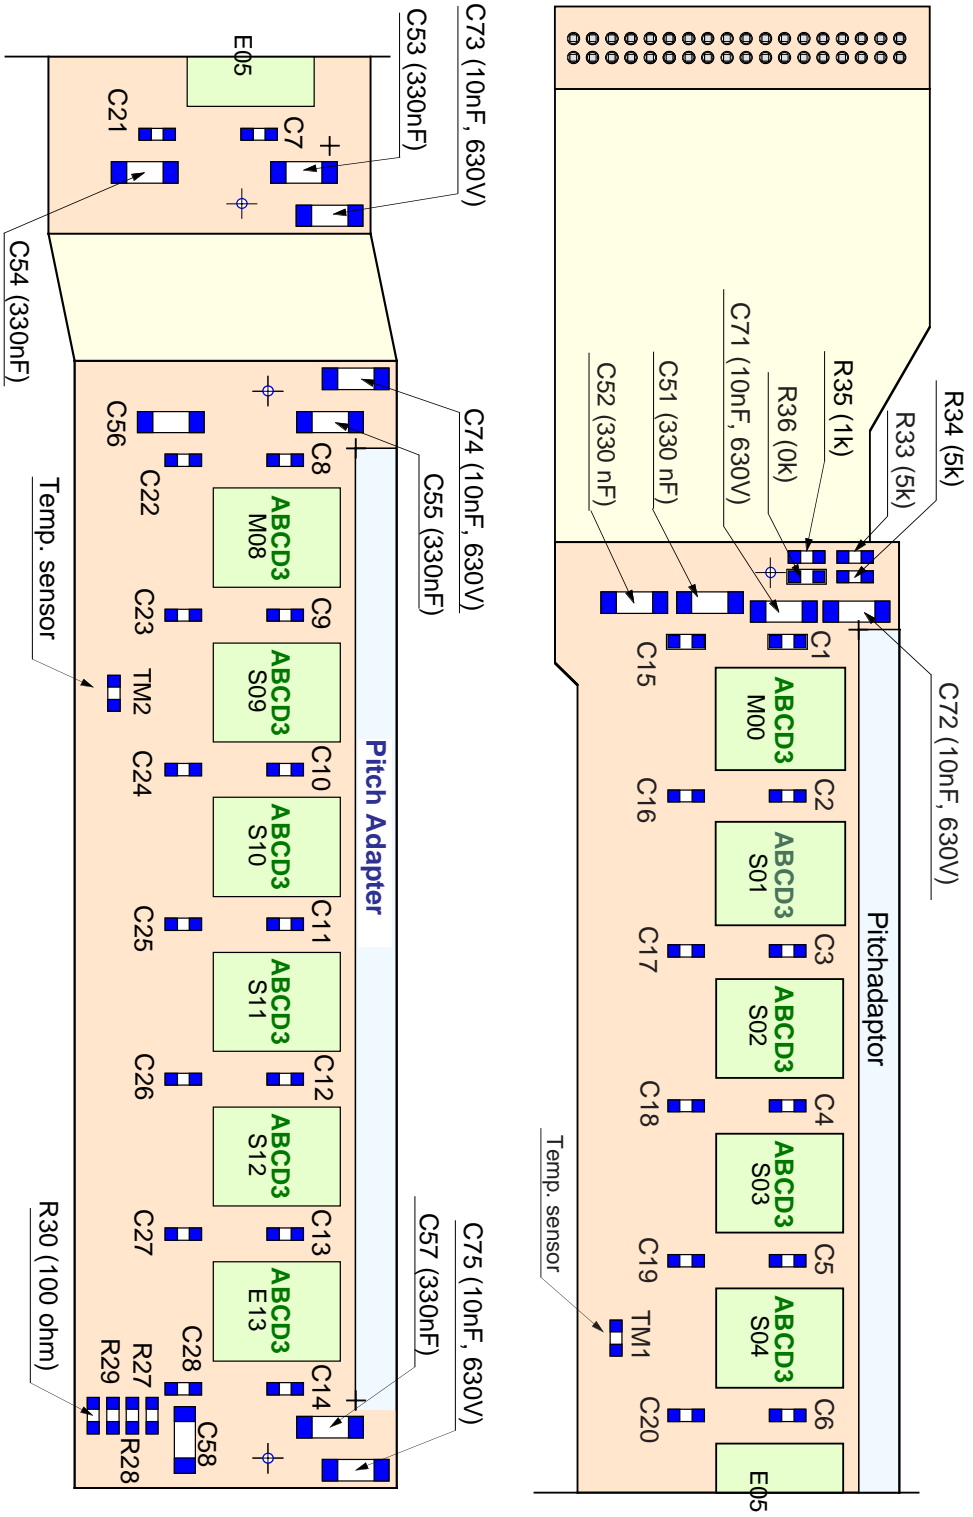 R34 (5k)
R33 (5k)
R35 (1k)
R36 (0k)
C71 (10nF, 630V)
C51 (330 nF)
C52 (330 nF)
C72 (10nF, 630V)
Pitchadaptor
C1
C2
C3
C4
C5
C6
ABCD3
M00
ABCD3
S01
ABCD3
S02
ABCD3
S03
ABCD3
S04
E05
C15
C16
C17
C18
C19
C20
Temp. sensor
TM1
C73 (10nF, 630V)
C53 (330nF)
E05
C7
C21
C54 (330nF)
C74 (10nF, 630V)
C55 (330nF)
C75 (10nF, 630V)
C57 (330nF)
Pitch Adapter
C8
C9
C10
C11
C12
C13
C14
ABCD3
M08
ABCD3
S09
ABCD3
S10
ABCD3
S11
ABCD3
S12
ABCD3
E13
C56
C22
C23
C24
C25
C26
C27
C28
C58
TM2
Temp. sensor
R27
R29
R28
R30 (100 ohm)